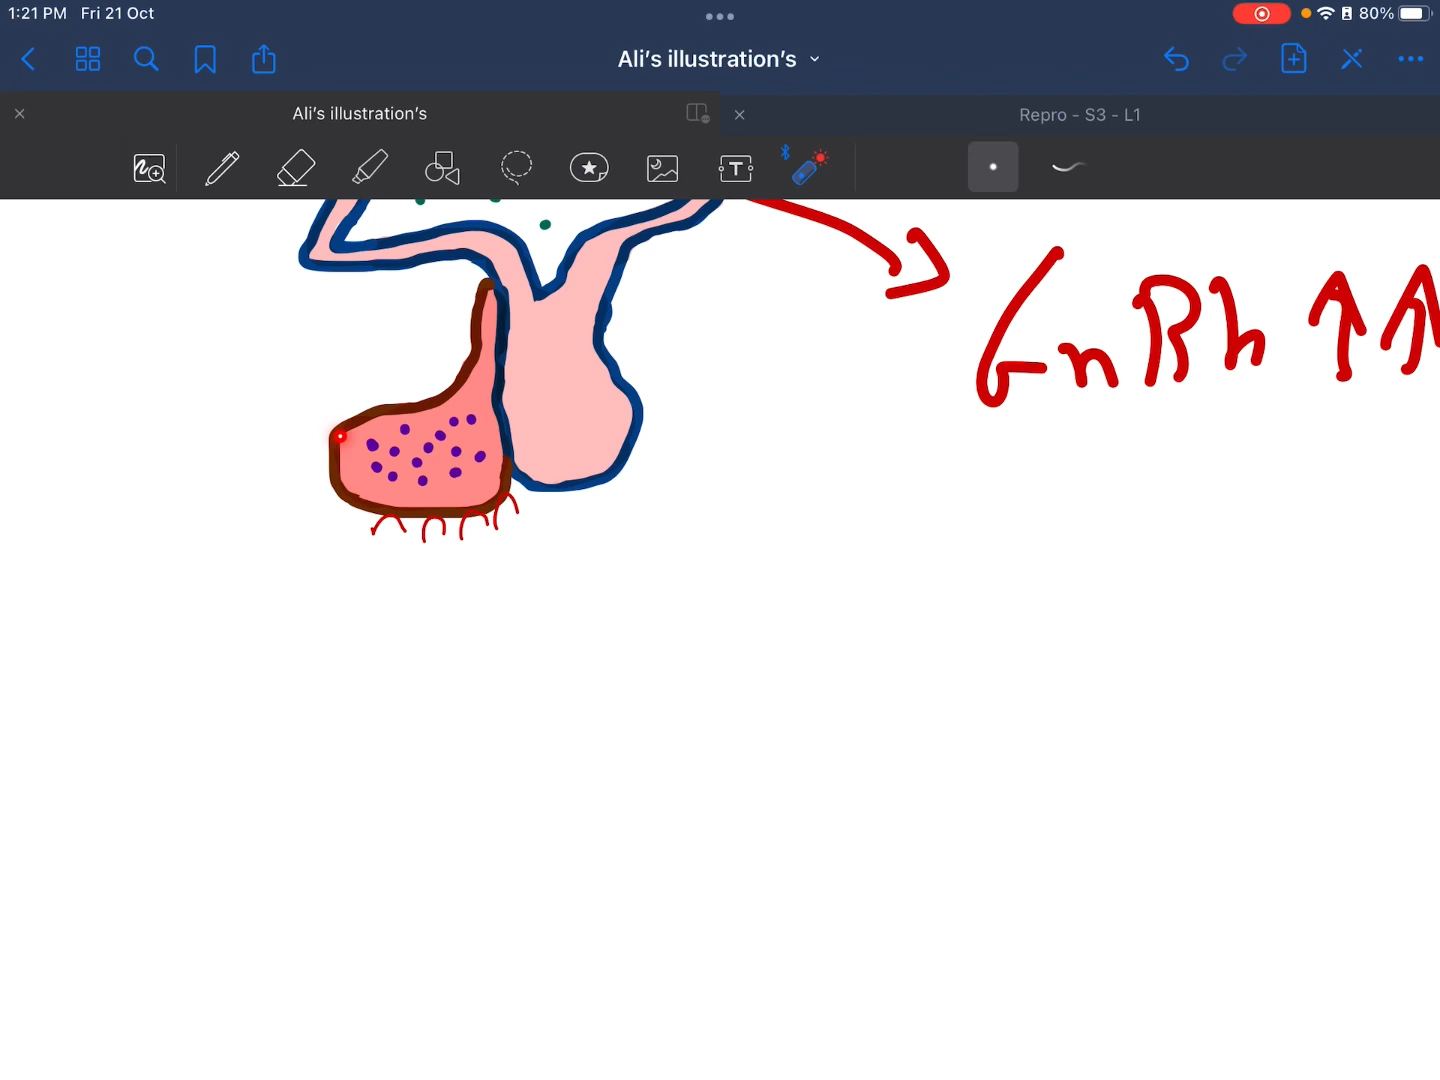 1:21 PM Fri 21 Oct
80%
Ali's illustration's
Ali's illustration's
Repro - S3 - L1
T
GnRh ↑↑